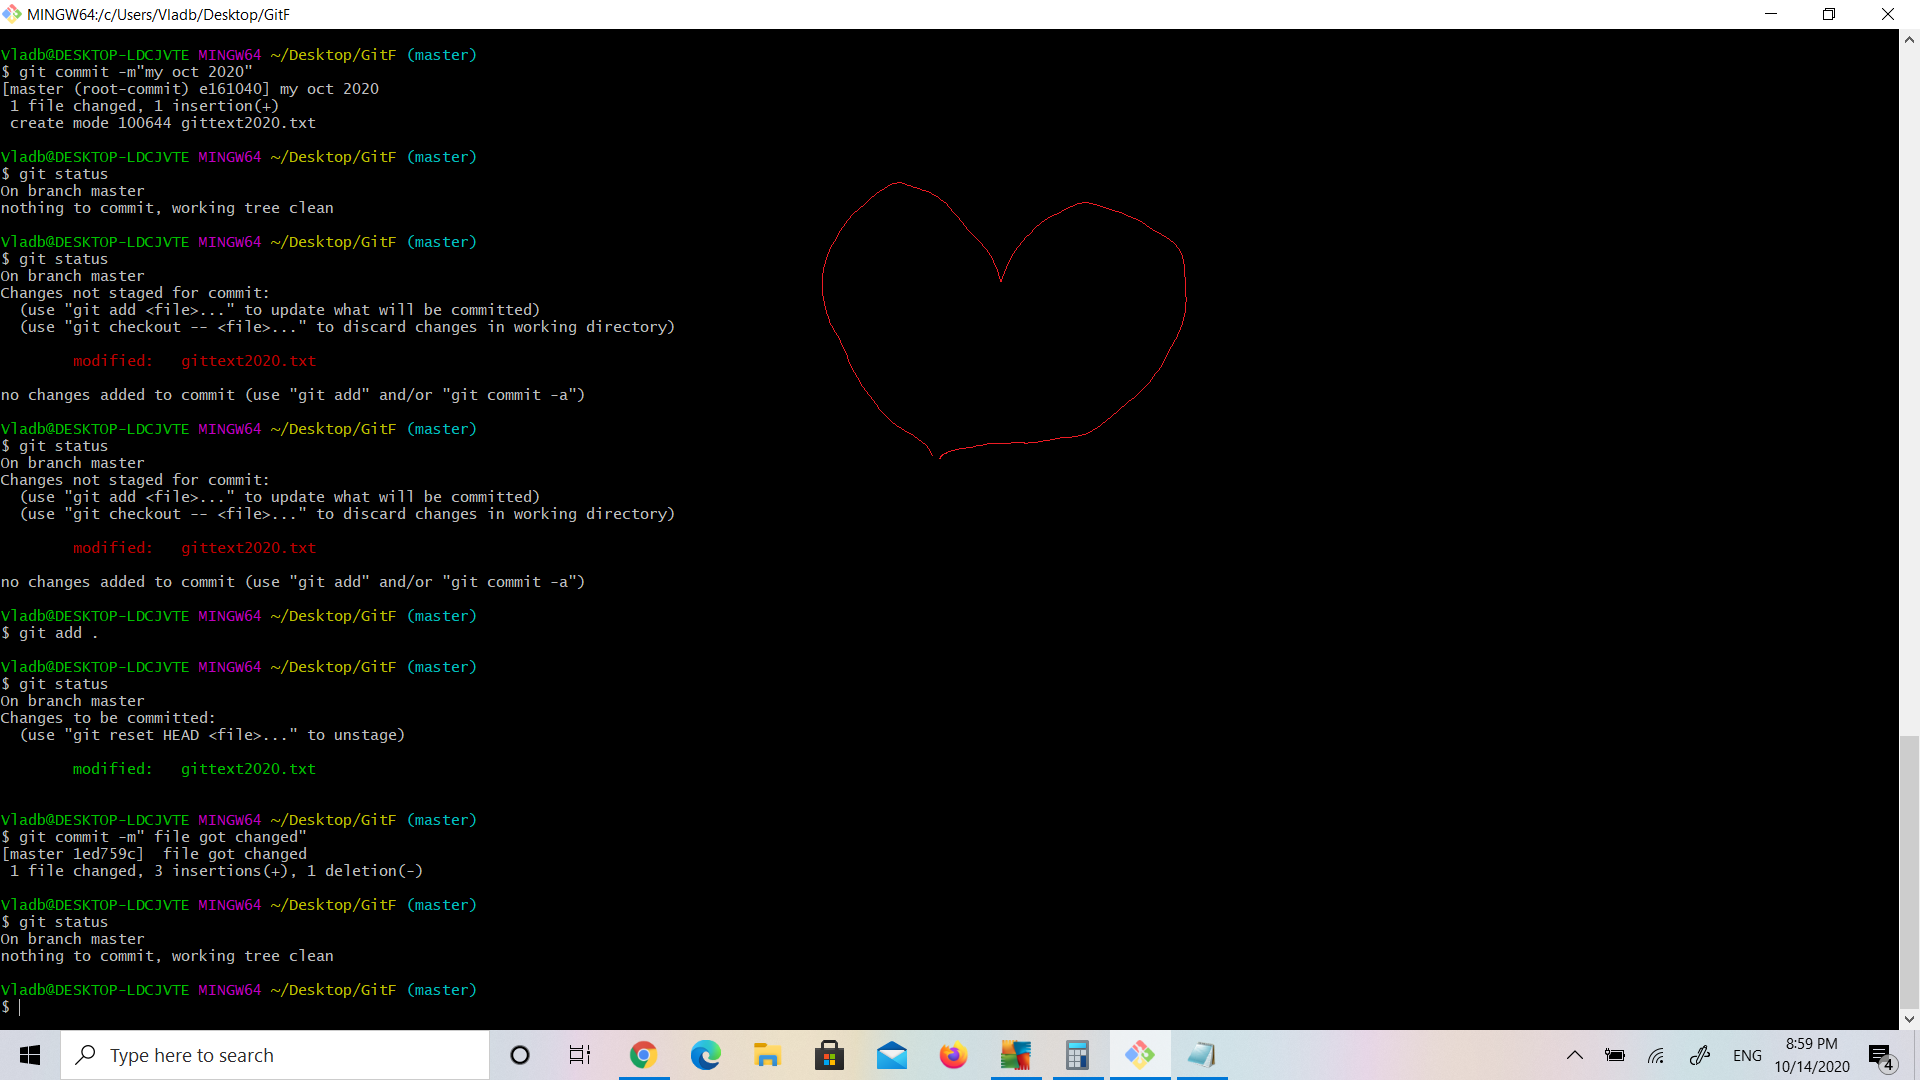 MINGW64:/c/Users/Vladb/Desktop/GitF
Vladb@DESKTOP-LDCJVTE MINGW64 ~/Desktop/GitF (master)
$ git commit -m"my oct 2020"
[master (root-commit) e161040] my oct 2020
 1 file changed, 1 insertion(+)
 create mode 100644 gittext2020.txt
Vladb@DESKTOP-LDCJVTE MINGW64 ~/Desktop/GitF (master)
$ git status
On branch master
nothing to commit, working tree clean
Vladb@DESKTOP-LDCJVTE MINGW64 ~/Desktop/GitF (master)
$ git status
On branch master
Changes not staged for commit:
  (use "git add <file>..." to update what will be committed)
  (use "git checkout -- <file>..." to discard changes in working directory)
        modified:   gittext2020.txt
no changes added to commit (use "git add" and/or "git commit -a")
Vladb@DESKTOP-LDCJVTE MINGW64 ~/Desktop/GitF (master)
$ git status
On branch master
Changes not staged for commit:
  (use "git add <file>..." to update what will be committed)
  (use "git checkout -- <file>..." to discard changes in working directory)
        modified:   gittext2020.txt
no changes added to commit (use "git add" and/or "git commit -a")
Vladb@DESKTOP-LDCJVTE MINGW64 ~/Desktop/GitF (master)
$ git add .
Vladb@DESKTOP-LDCJVTE MINGW64 ~/Desktop/GitF (master)
$ git status
On branch master
Changes to be committed:
  (use "git reset HEAD <file>..." to unstage)
        modified:   gittext2020.txt
Vladb@DESKTOP-LDCJVTE MINGW64 ~/Desktop/GitF (master)
$ git commit -m" file got changed"
[master 1ed759c]  file got changed
 1 file changed, 3 insertions(+), 1 deletion(-)
Vladb@DESKTOP-LDCJVTE MINGW64 ~/Desktop/GitF (master)
$ git status
On branch master
nothing to commit, working tree clean
Vladb@DESKTOP-LDCJVTE MINGW64 ~/Desktop/GitF (master)
$
Type here to search
ENG
8:59 PM
10/14/2020
4